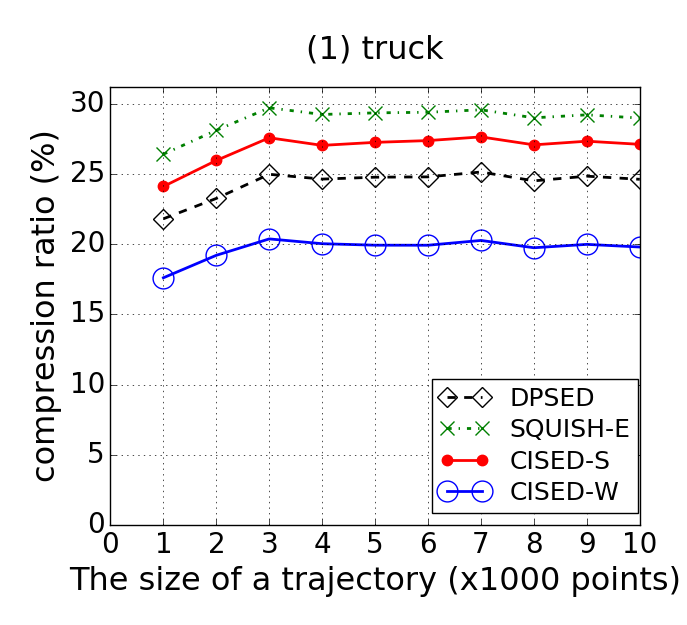 (1) truck
compression ratio (%)
30
25
20
15
10
5
0
DPSED
SQUISH-E
CISED-S
CISED-W
0 1 2 3 4 5 6 7 8 9 10
The size of a trajectory (x1000 points)